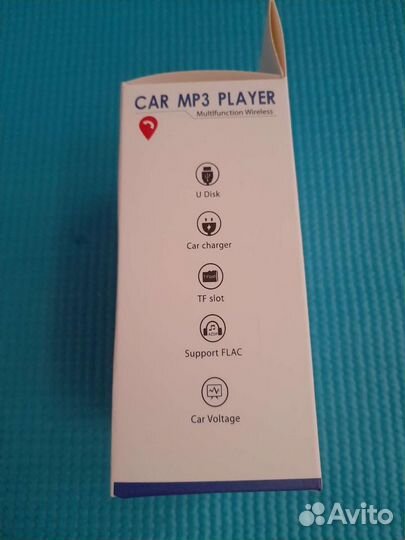 CAR MP3 PLAYER
Multifunction Wireless
U Disk
Car charger
TF slot
Support FLAC
Car Voltage
Avito